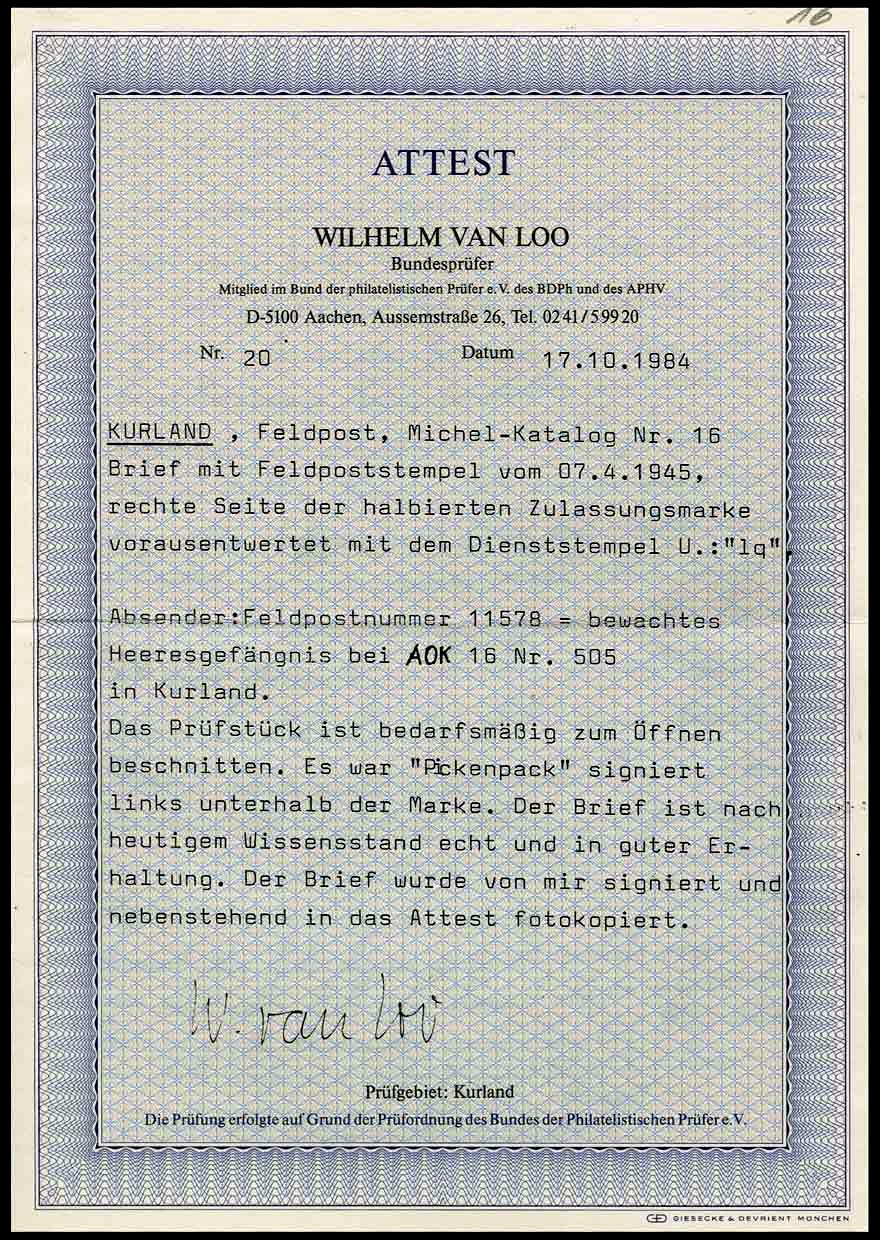 16
ATTEST
WILHELM VAN LOO
Bundesprüfer
Mitglied im Bund der philatelistischen Prüfer e.V. des BDPh und des APHV
D-5100 Aachen, Aussemstraße 26, Tel. 02 41 / 5 99 20
Nr. 20 Datum 17.10.1984
KURLAND , Feldpost, Michel-Katalog Nr. 16
Brief mit Feldpoststempel vom 07.4.1945,
rechte Seite der halbierten Zulassungsmarke
vorausentwertet mit dem Dienststempel U.:"lq".
Absender:Feldpostnummer 11578 = bewachtes
Heeresgefängnis bei AOK 16 Nr. 505
in Kurland.
Das Prüfstück ist bedarfsmäßig zum Öffnen
beschnitten. Es war "Pickenpack" signiert
links unterhalb der Marke. Der Brief ist nach
heutigem Wissensstand echt und in guter Er-
haltung. Der Brief wurde von mir signiert und
nebenstehend in das Attest fotokopiert.
W. van Loo
Prüfgebiet: Kurland
Die Prüfung erfolgte auf Grund der Prüfordnung des Bundes der Philatelistischen Prüfer e.V.
GIESECKE & DEVRIENT MÜNCHEN